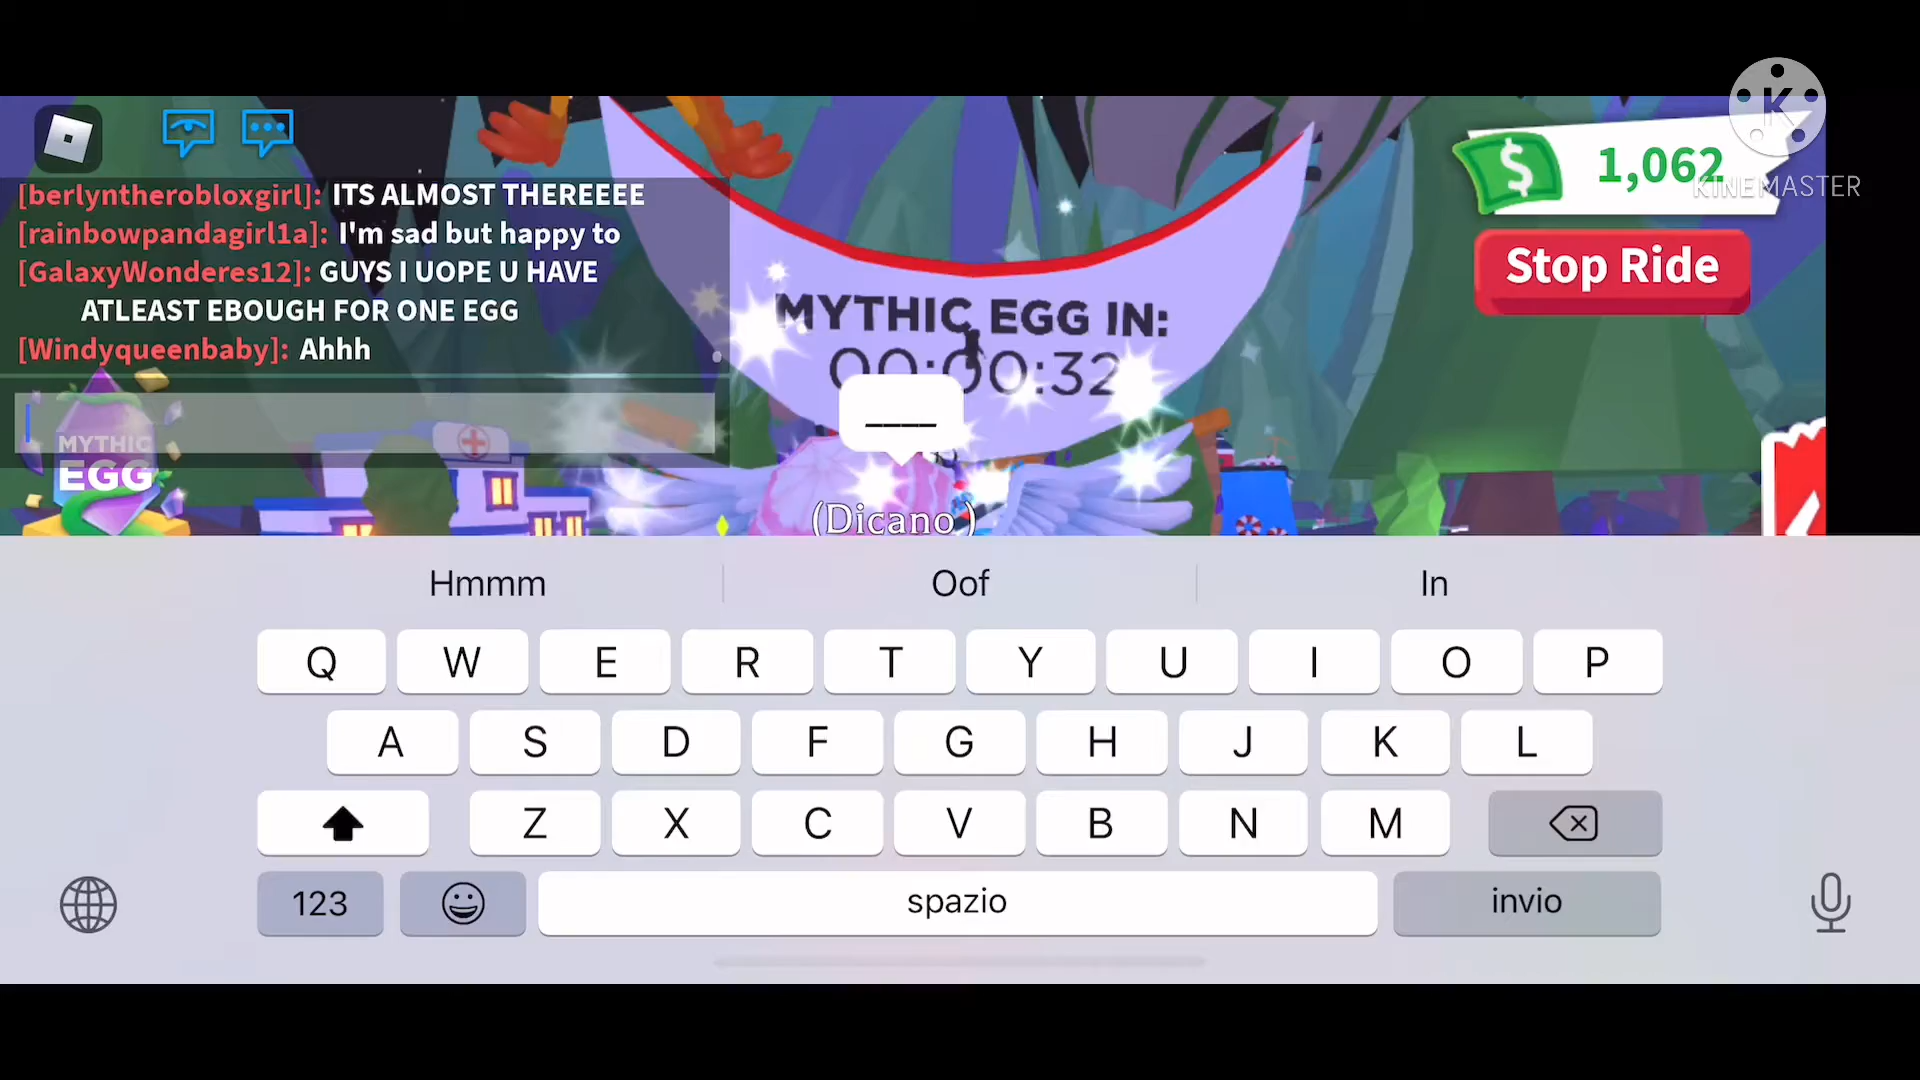 [berlyntherobloxgirl]: ITS ALMOST THEREEEE
[rainbowpandagirl1a]: I'm sad but happy to
[GalaxyWonderes12]: GUYS I UOPE U HAVE
ATLEAST EBOUGH FOR ONE EGG
[Windyqueenbaby]: Ahhh
MYTHIC
EGG
MYTHIC EGG IN:
00:00:32
____
(Dicano )
$ 1,062
K
KINEMASTER
Stop Ride
Hmmm Oof In
Q W E R T Y U I O P
A S D F G H J K L
Z X C V B N M
123 spazio invio